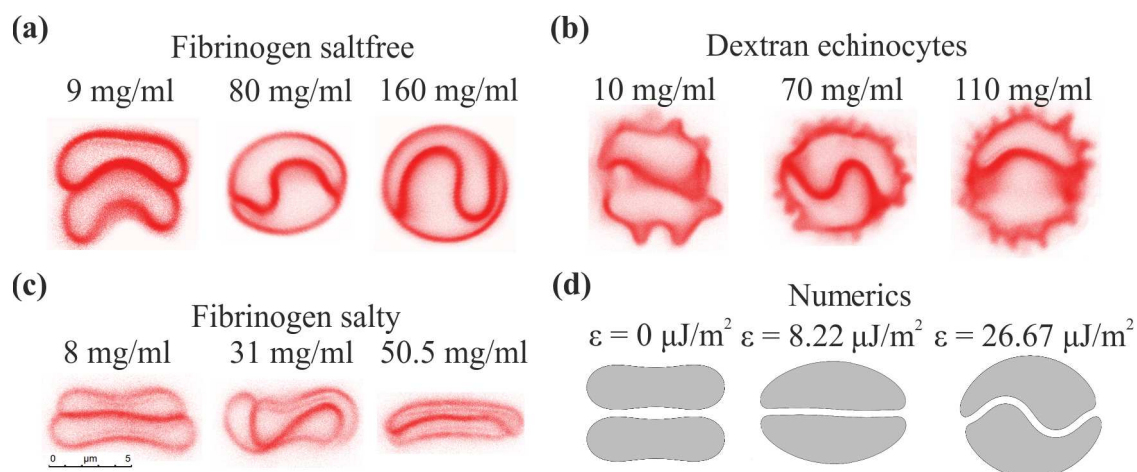 (a)
Fibrinogen saltfree
9 mg/ml 80 mg/ml 160 mg/ml
(b)
Dextran echinocytes
10 mg/ml 70 mg/ml 110 mg/ml
(c)
Fibrinogen salty
8 mg/ml 31 mg/ml 50.5 mg/ml
0 µm 5
(d)
Numerics
ε = 0 µJ/m² ε = 8.22 µJ/m² ε = 26.67 µJ/m²